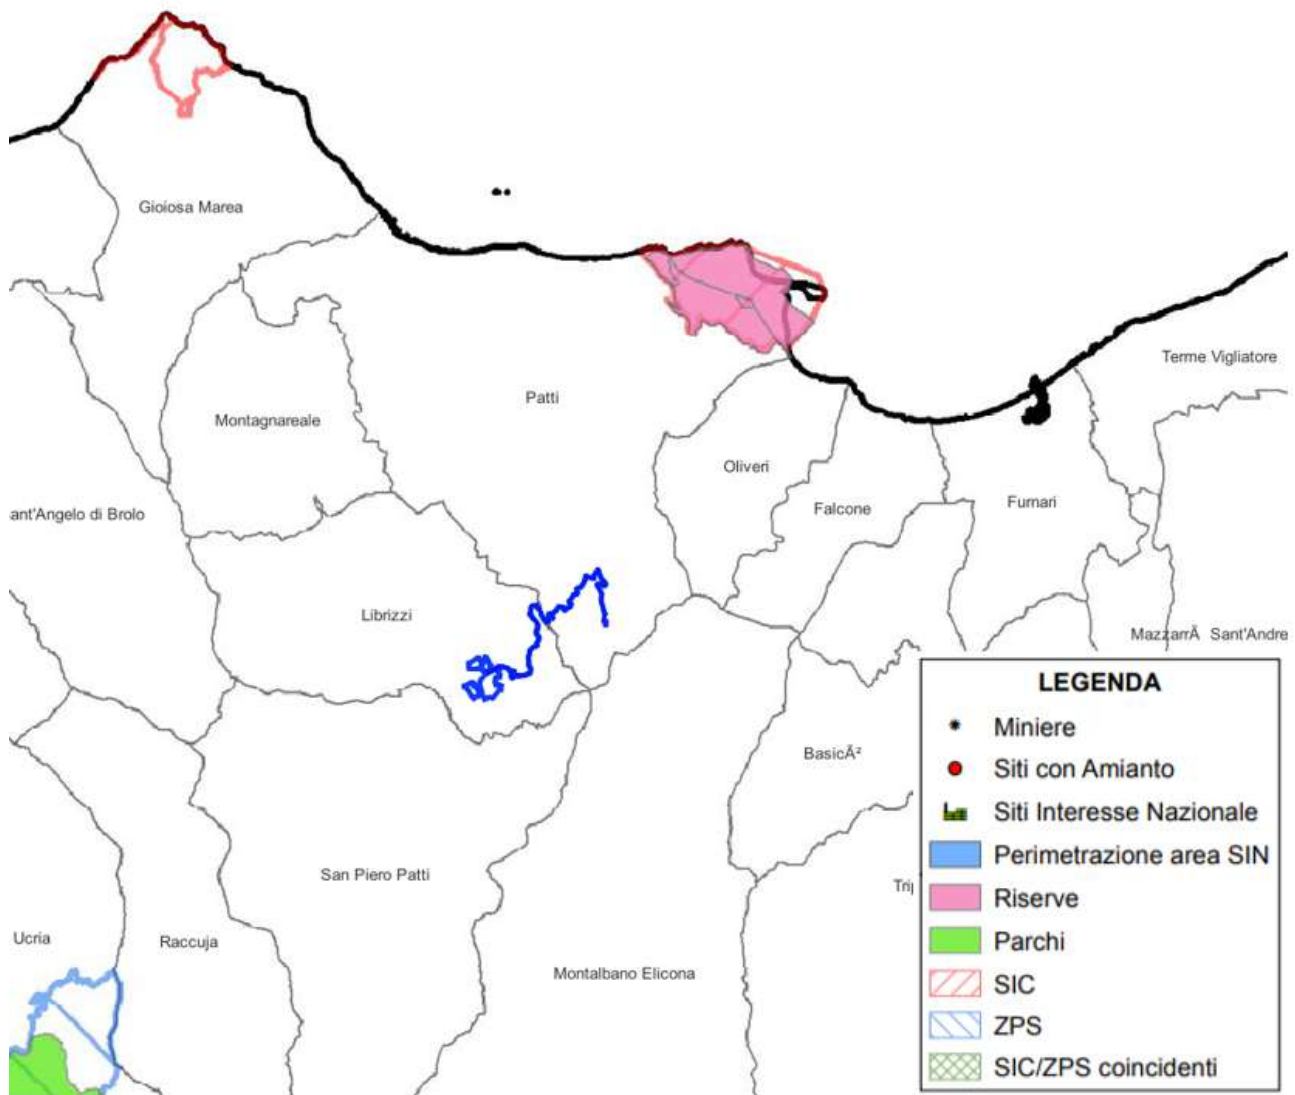 Gioiosa Marea
Terme Vigliatore
Patti
Montagnareale
Oliveri
Falcone
Furnari
ant'Angelo di Brolo
Librizzi
MazzarrÃ Sant'Andre
BasicÃ²
San Piero Patti
Trip
Ucria
Raccuja
Montalbano Elicona
LEGENDA
Miniere
Siti con Amianto
Siti Interesse Nazionale
Perimetrazione area SIN
Riserve
Parchi
SIC
ZPS
SIC/ZPS coincidenti